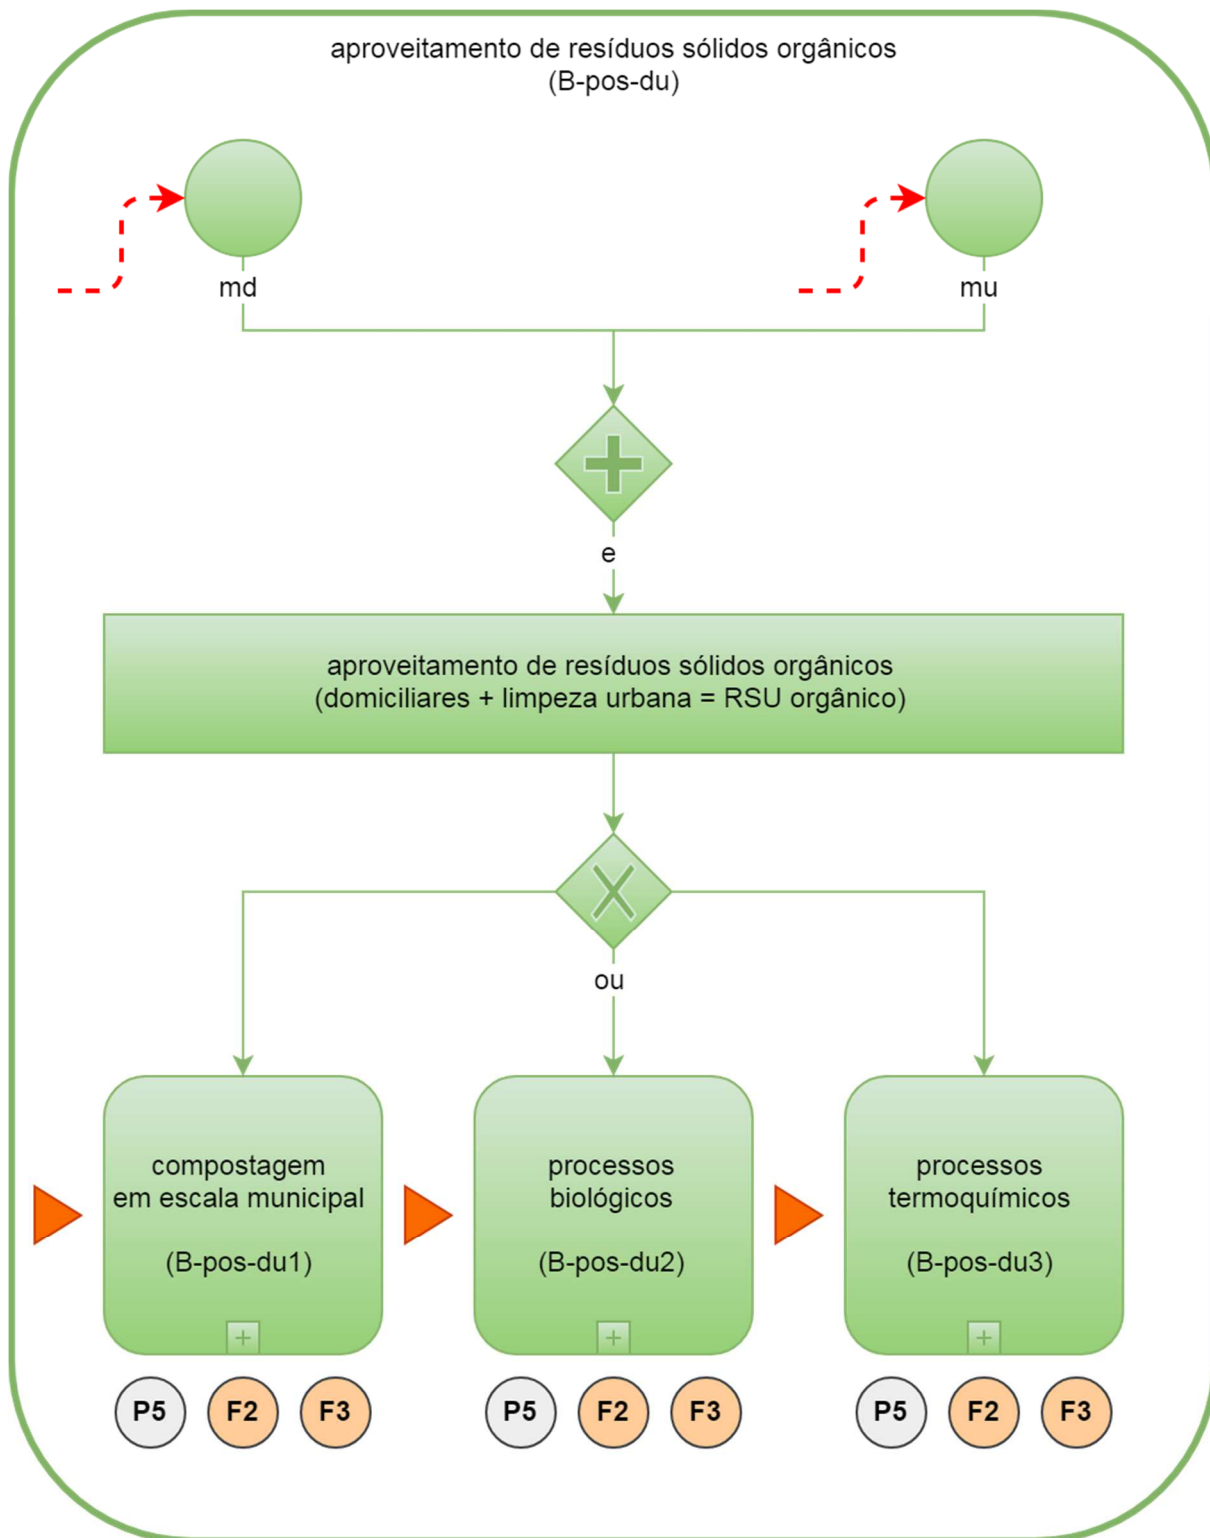 aproveitamento de resíduos sólidos orgânicos
(B-pos-du)
md
mu
e
aproveitamento de resíduos sólidos orgânicos
(domiciliares + limpeza urbana = RSU orgânico)
ou
compostagem
em escala municipal
(B-pos-du1)
processos
biológicos
(B-pos-du2)
processos
termoquímicos
(B-pos-du3)
P5 F2 F3
P5 F2 F3
P5 F2 F3